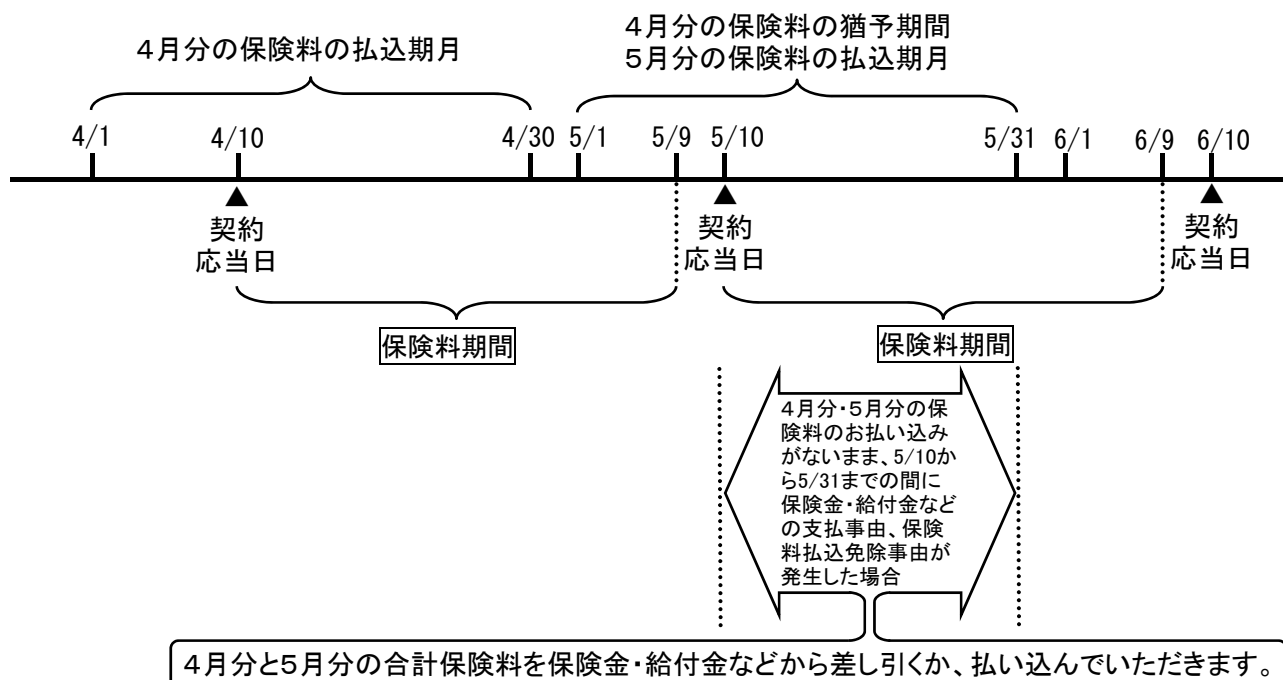 4月分の保険料の払込期月
4月分の保険料の猶予期間
5月分の保険料の払込期月
4/1 4/10 4/30 5/1 5/9 5/10 5/31 6/1 6/9 6/10
▲ ▲ ▲
契約 契約 契約
応当日 応当日 応当日
保険料期間 保険料期間
4月分・5月分の保
険料のお払い込み
がないまま、5/10か
ら5/31までの間に
保険金・給付金など
の支払事由、保険
料払込免除事由が
発生した場合
4月分と5月分の合計保険料を保険金・給付金などから差し引くか、払い込んでいただきます。